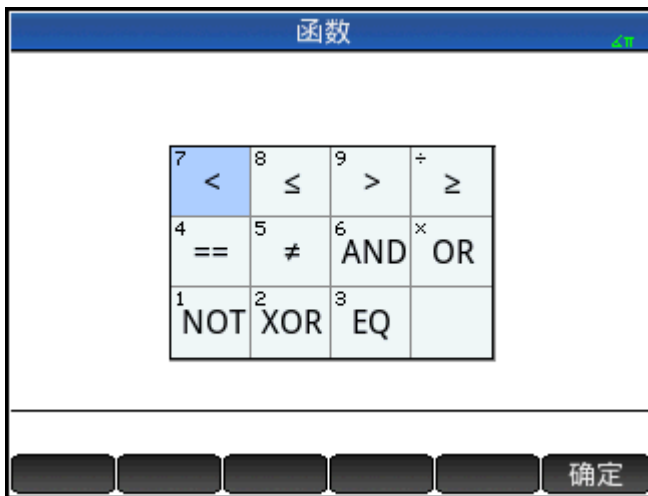 函数
∡π
7 < 8 ≤ 9 > ÷ ≥
4 == 5 ≠ 6 AND × OR
1 NOT 2 XOR 3 EQ
确定